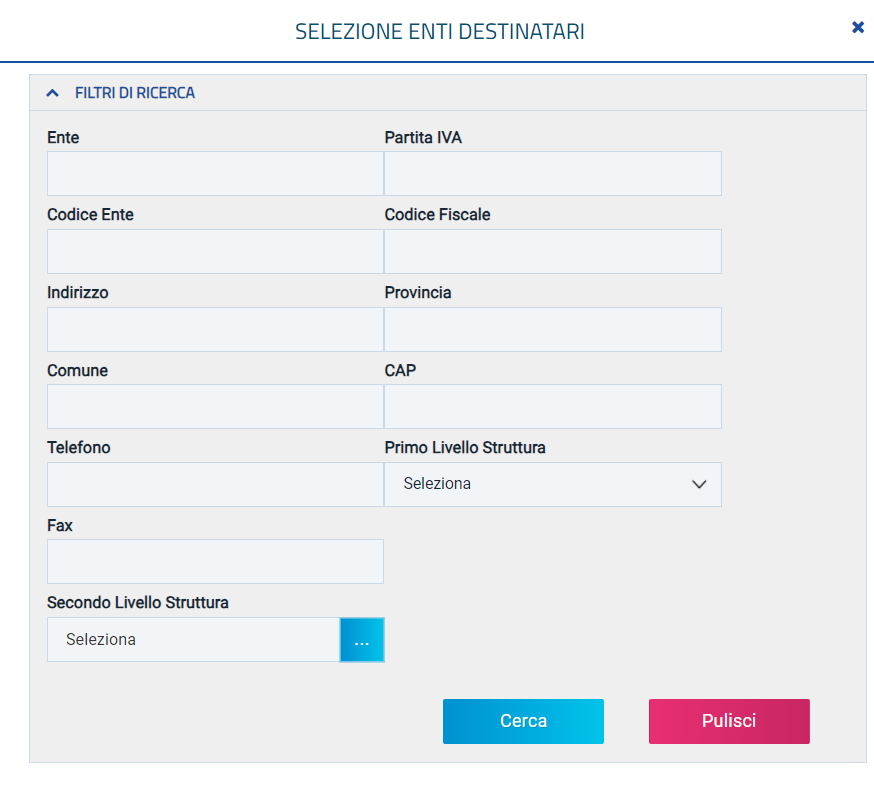 SELEZIONE ENTI DESTINATARI
FILTRI DI RICERCA
Ente
Partita IVA
Codice Ente
Codice Fiscale
Indirizzo
Provincia
Comune
CAP
Telefono
Primo Livello Struttura
Seleziona
Fax
Secondo Livello Struttura
Seleziona
...
Cerca
Pulisci